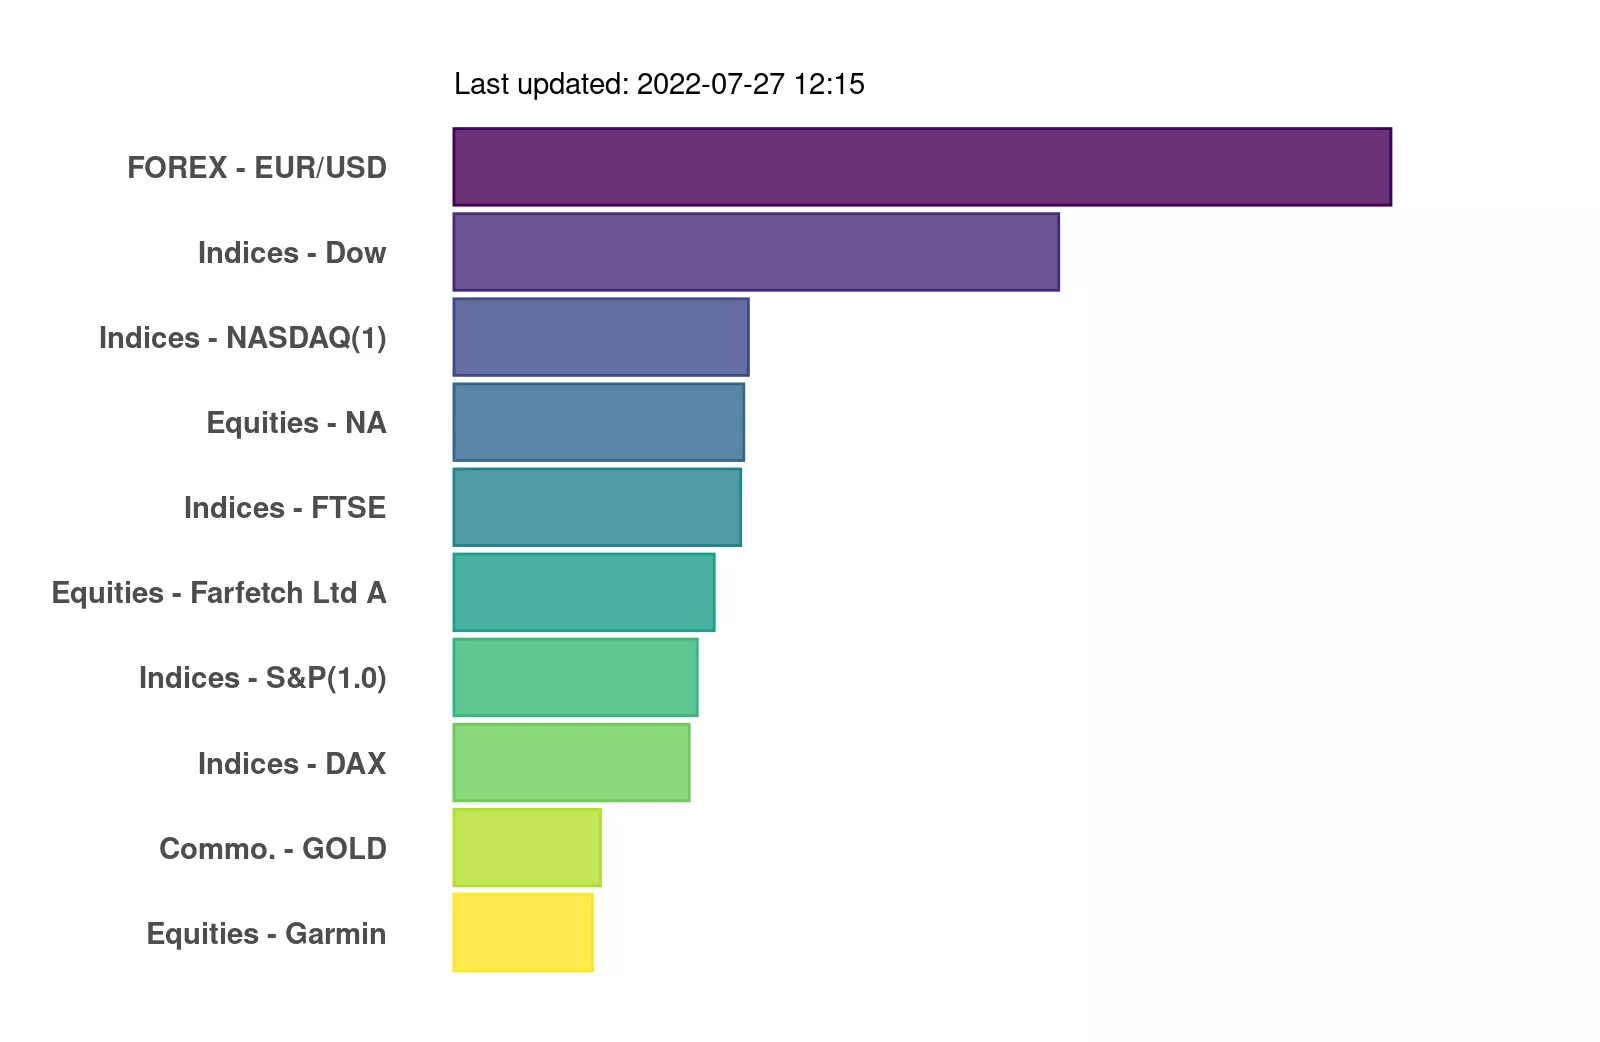 Last updated: 2022-07-27 12:15
FOREX - EUR/USD
Indices - Dow
Indices - NASDAQ(1)
Equities - NA
Indices - FTSE
Equities - Farfetch Ltd A
Indices - S&P(1.0)
Indices - DAX
Commo. - GOLD
Equities - Garmin